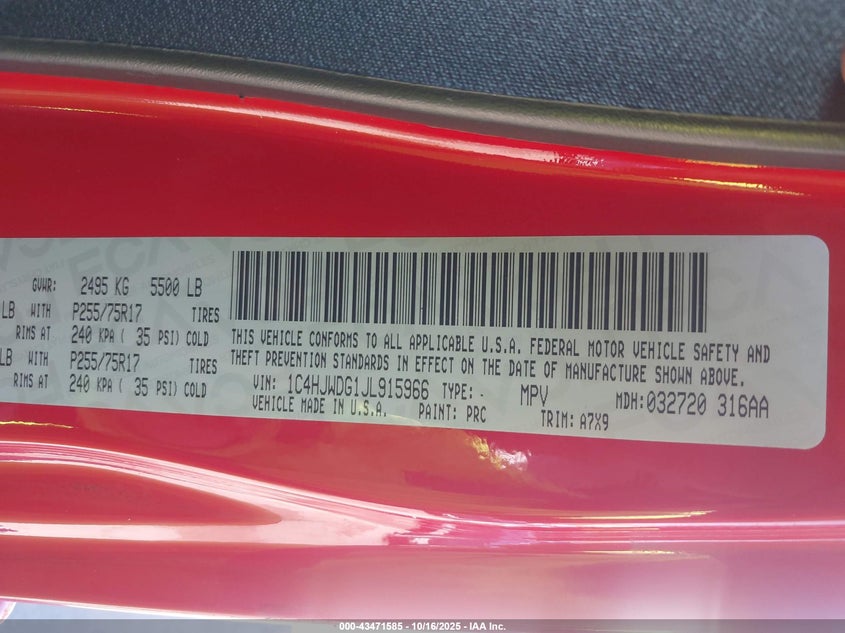 GVWR: 2495 KG 5500 LB
LB WITH P255/75R17 TIRES
RIMS AT 240 KPA ( 35 PSI) COLD
LB WITH P255/75R17 TIRES
RIMS AT 240 KPA ( 35 PSI) COLD
THIS VEHICLE CONFORMS TO ALL APPLICABLE U.S.A. FEDERAL MOTOR VEHICLE SAFETY AND
THEFT PREVENTION STANDARDS IN EFFECT ON THE DATE OF MANUFACTURE SHOWN ABOVE.
VIN: 1C4HJWDG1JL915966 TYPE: - MPV MDH:032720 316AA
VEHICLE MADE IN U.S.A. PAINT: PRC TRIM: A7X9
000-43471585 - 10/16/2025 - IAA Inc.